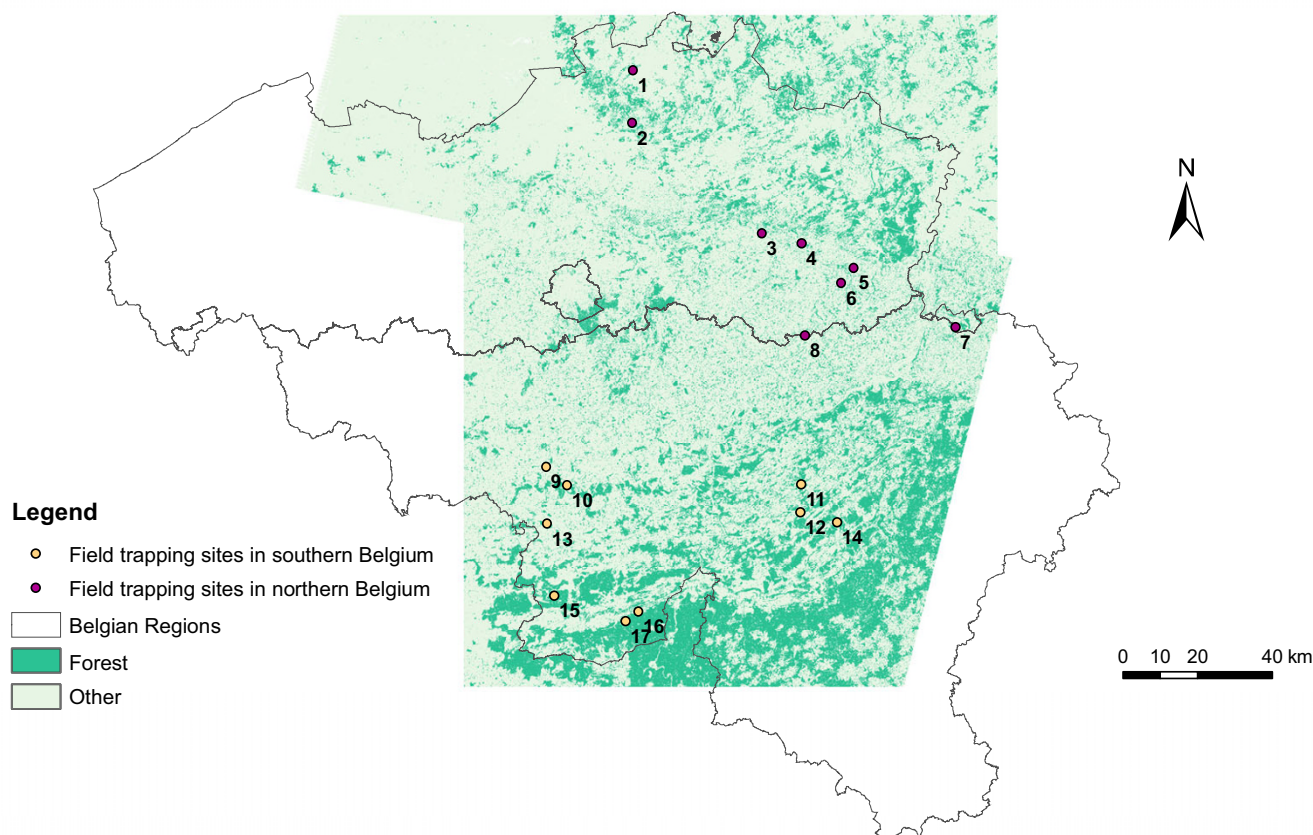 1
2
N
3
4
5
6
7
8
9
10
11
12
13
14
15
16
17
Legend
Field trapping sites in southern Belgium
Field trapping sites in northern Belgium
Belgian Regions
Forest
Other
0 10 20 40 km